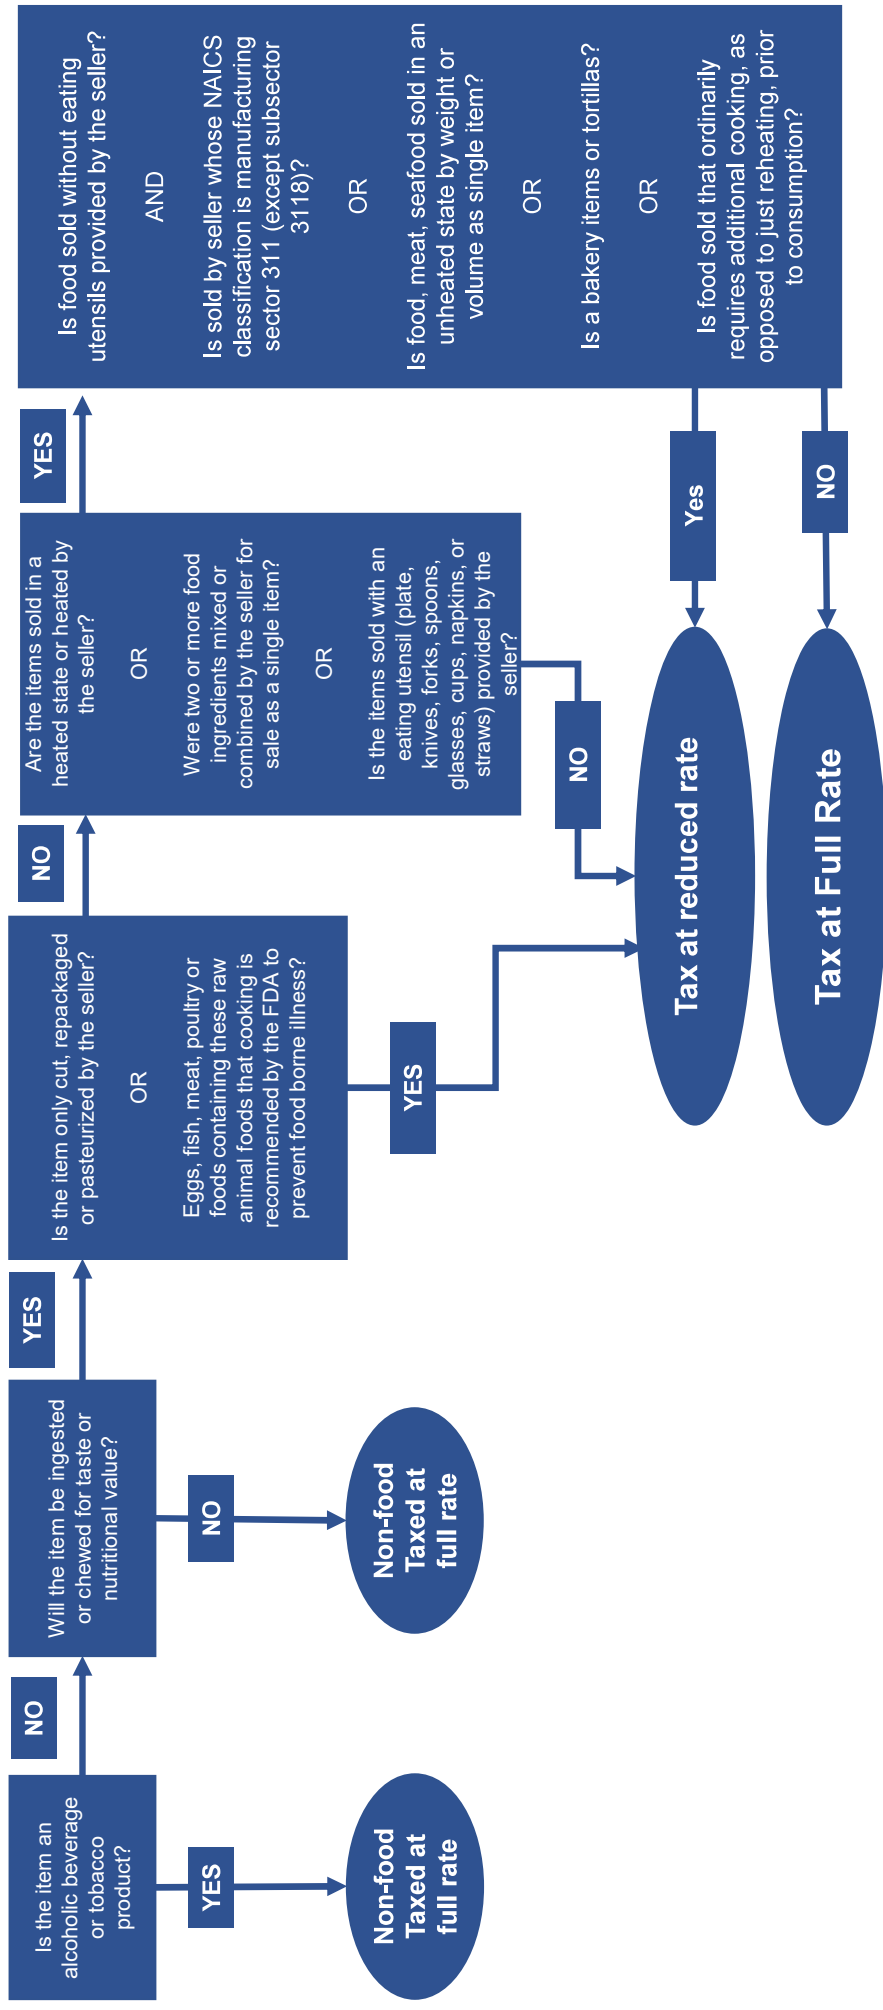 Is the item an
alcoholic beverage
or tobacco
product?
YES
Non-food
Taxed at
full rate
NO
Will the item be ingested
or chewed for taste or
nutritional value?
NO
Non-food
Taxed at
full rate
YES
Is the item only cut, repackaged
or pasteurized by the seller?
OR
Eggs, fish, meat, poultry or
foods containing these raw
animal foods that cooking is
recommended by the FDA to
prevent food borne illness?
YES
NO
Are the items sold in a
heated state or heated by
the seller?
OR
Were two or more food
ingredients mixed or
combined by the seller for
sale as a single item?
OR
Is the items sold with an
eating utensil (plate,
knives, forks, spoons,
glasses, cups, napkins, or
straws) provided by the
seller?
NO
YES
Is food sold without eating
utensils provided by the seller?
AND
Is sold by seller whose NAICS
classification is manufacturing
sector 311 (except subsector
3118)?
OR
Is food, meat, seafood sold in an
unheated state by weight or
volume as single item?
OR
Is a bakery items or tortillas?
OR
Is food sold that ordinarily
requires additional cooking, as
opposed to just reheating, prior
to consumption?
Yes
NO
Tax at reduced rate
Tax at Full Rate